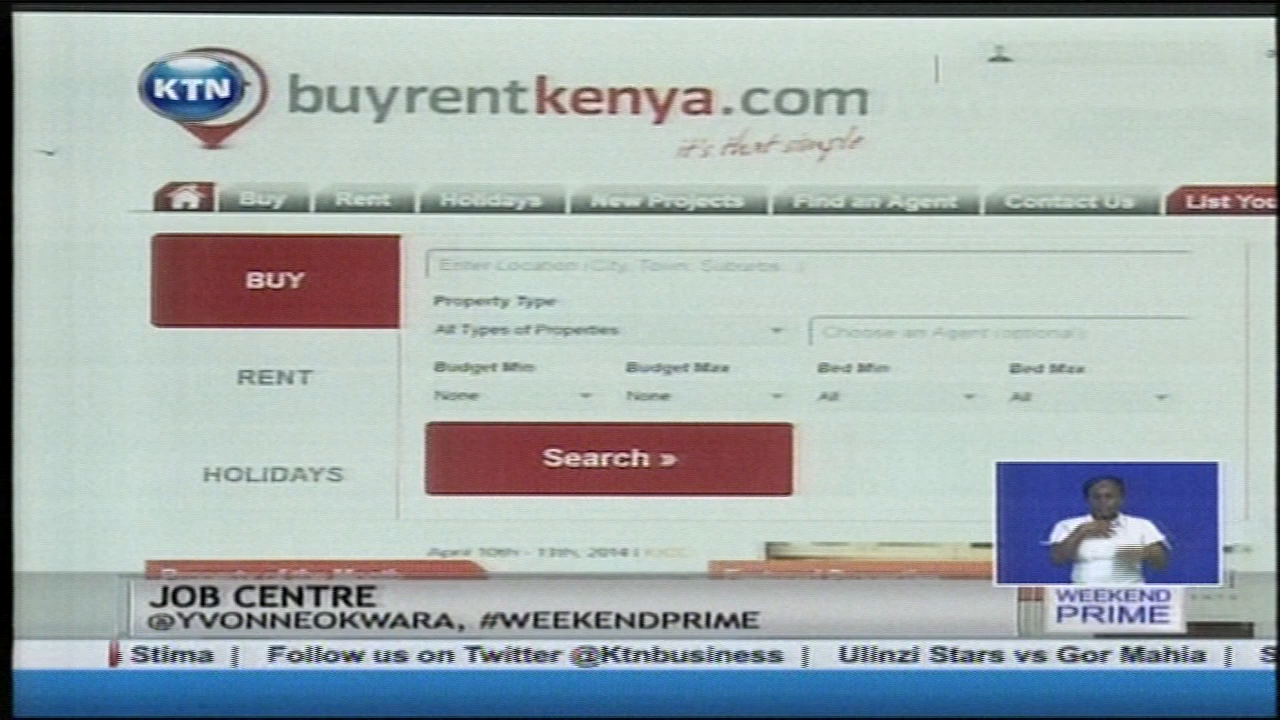 KTN
buyrentkenya.com
it's that simple
Buy
Rent
Holidays
New Projects
Find an Agent
Contact Us
List You
BUY
Enter Location (City, Town, Suburbs...)
Property Type
All Types of Properties
Choose an Agent (optional)
RENT
Budget Min
Budget Max
Bed Min
Bed Max
None
None
All
All
Search »
HOLIDAYS
April 10th - 13th, 2014 |
JOB CENTRE
@YVONNEOKWARA, #WEEKENDPRIME
WEEKEND
PRIME
Stima | Follow us on Twitter @Ktnbusiness | Ulinzi Stars vs Gor Mahia | S